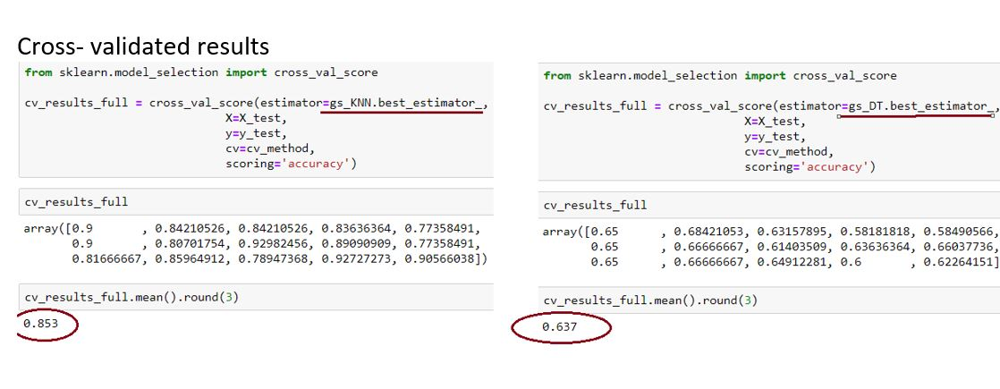 Cross- validated results
from sklearn.model_selection import cross_val_score
cv_results_full = cross_val_score(estimator=gs_KNN.best_estimator_,
X=X_test,
y=y_test,
cv=cv_method,
scoring='accuracy')
cv_results_full
array([0.9       , 0.84210526, 0.84210526, 0.83636364, 0.77358491,
0.9       , 0.80701754, 0.92982456, 0.89090909, 0.77358491,
0.81666667, 0.85964912, 0.78947368, 0.92727273, 0.90566038])
cv_results_full.mean().round(3)
0.853
from sklearn.model_selection import cross_val_score
cv_results_full = cross_val_score(estimator=gs_DT.best_estimator_,
X=X_test,
y=y_test,
cv=cv_method,
scoring='accuracy')
cv_results_full
array([0.65      , 0.68421053, 0.63157895, 0.58181818, 0.58490566,
0.65      , 0.66666667, 0.61403509, 0.63636364, 0.66037736,
0.65      , 0.66666667, 0.64912281, 0.6       , 0.62264151]
cv_results_full.mean().round(3)
0.637